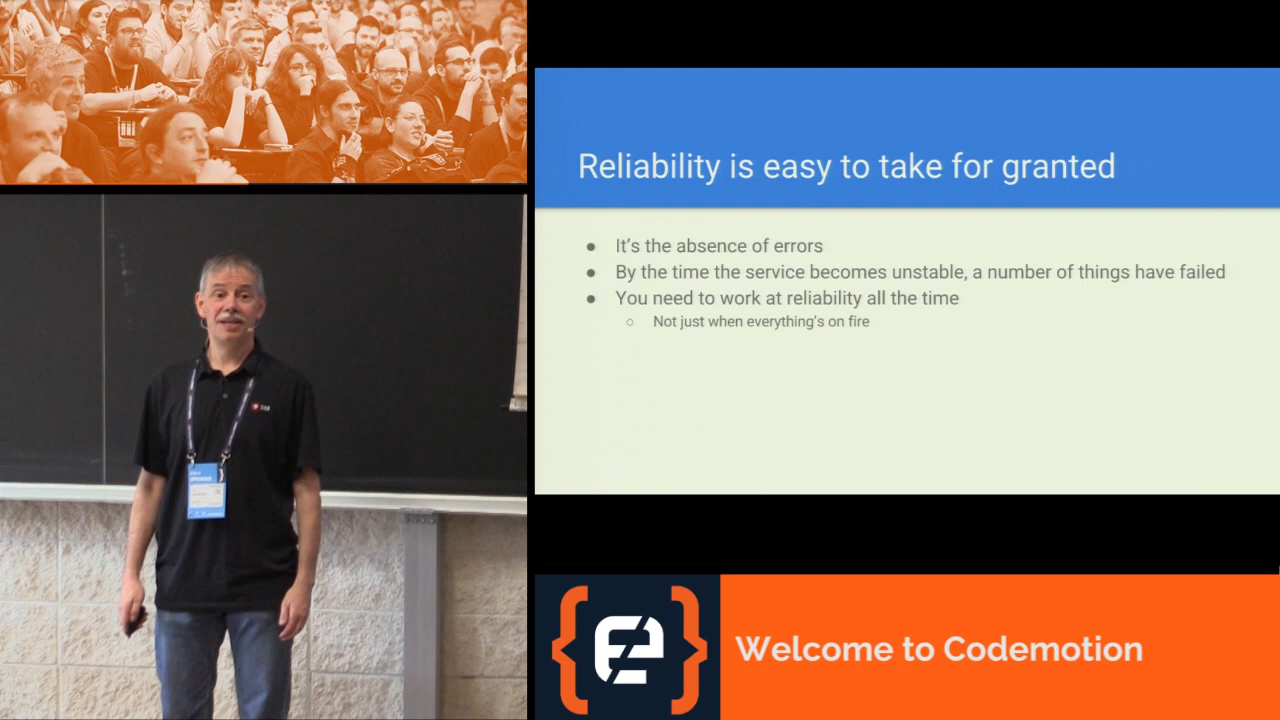 Reliability is easy to take for granted
● It's the absence of errors
● By the time the service becomes unstable, a number of things have failed
● You need to work at reliability all the time
○ Not just when everything's on fire
Welcome to Codemotion